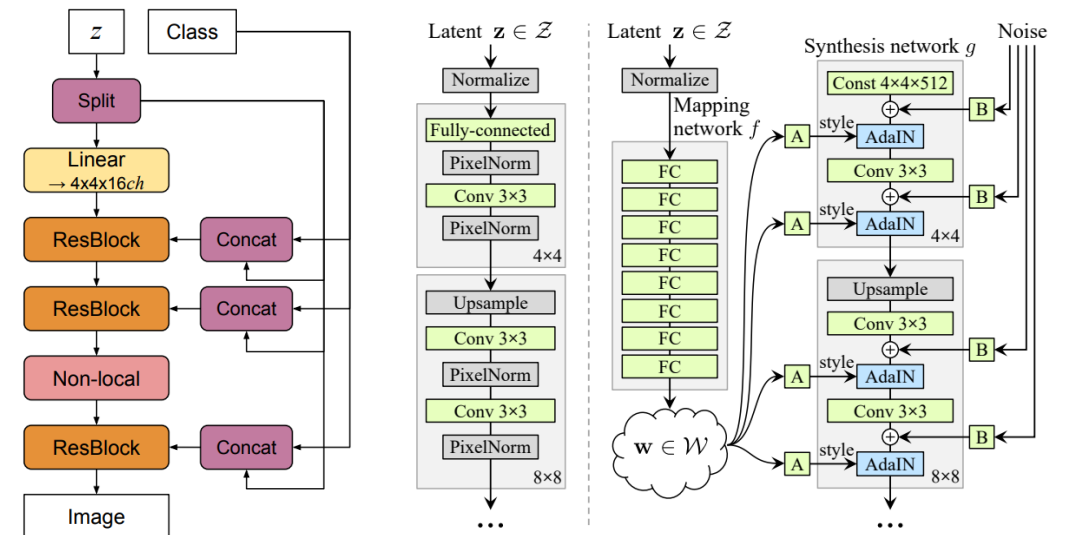 z
Class
Split
Linear
→ 4x4x16ch
ResBlock
Concat
ResBlock
Concat
Non-local
ResBlock
Concat
Image
Latent z ∈ Z
Normalize
Fully-connected
PixelNorm
Conv 3×3
PixelNorm
4×4
Upsample
Conv 3×3
PixelNorm
Conv 3×3
PixelNorm
8×8
...
Latent z ∈ Z
Normalize
Mapping
network f
FC
FC
FC
FC
FC
FC
FC
FC
w ∈ W
Noise
Synthesis network g
Const 4×4×512
B
A
style
AdaIN
Conv 3×3
B
A
style
AdaIN
4×4
Upsample
Conv 3×3
B
A
style
AdaIN
Conv 3×3
B
A
style
AdaIN
8×8
...